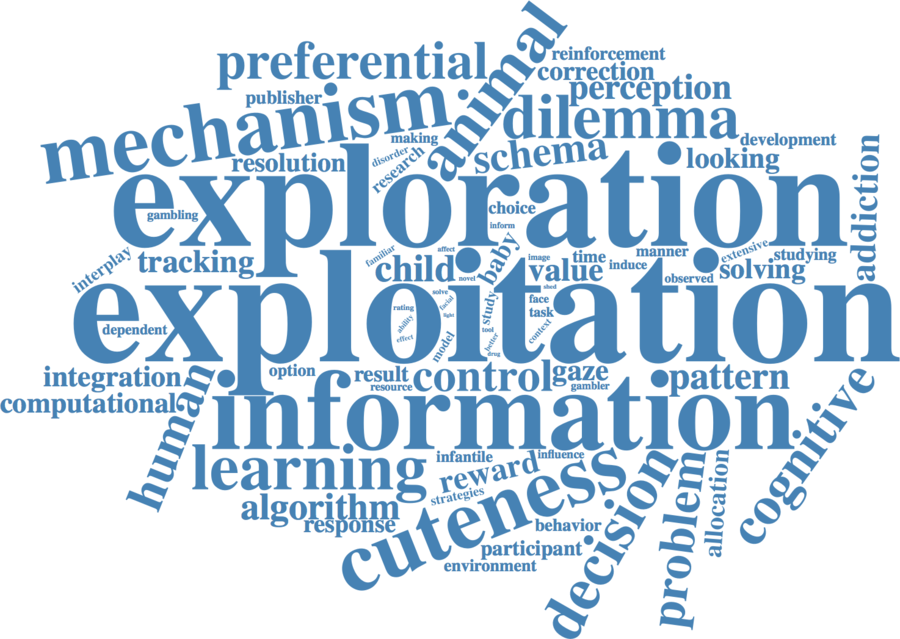 animal
preferential
reinforcement
correction
perception
publisher
mechanism
dilemma
making
development
disorder
research
resolution
schema
looking
exploration
addiction
gambling
choice
inform
baby
interplay
tracking
familiar
affect
child
novel
image
value
time
induce
manner
observed
extensive
solving
studying
shed
exploitation
dependent
solve
facial
light
rating
ability
effect
model
study
tool
better
drug
face
task
context
integration
option
result
resource
control
gaze
gambler
pattern
computational
human
information
cognitive
learning
infantile
influence
reward
strategies
algorithm
response
cuteness
behavior
participant
environment
decision
problem
allocation